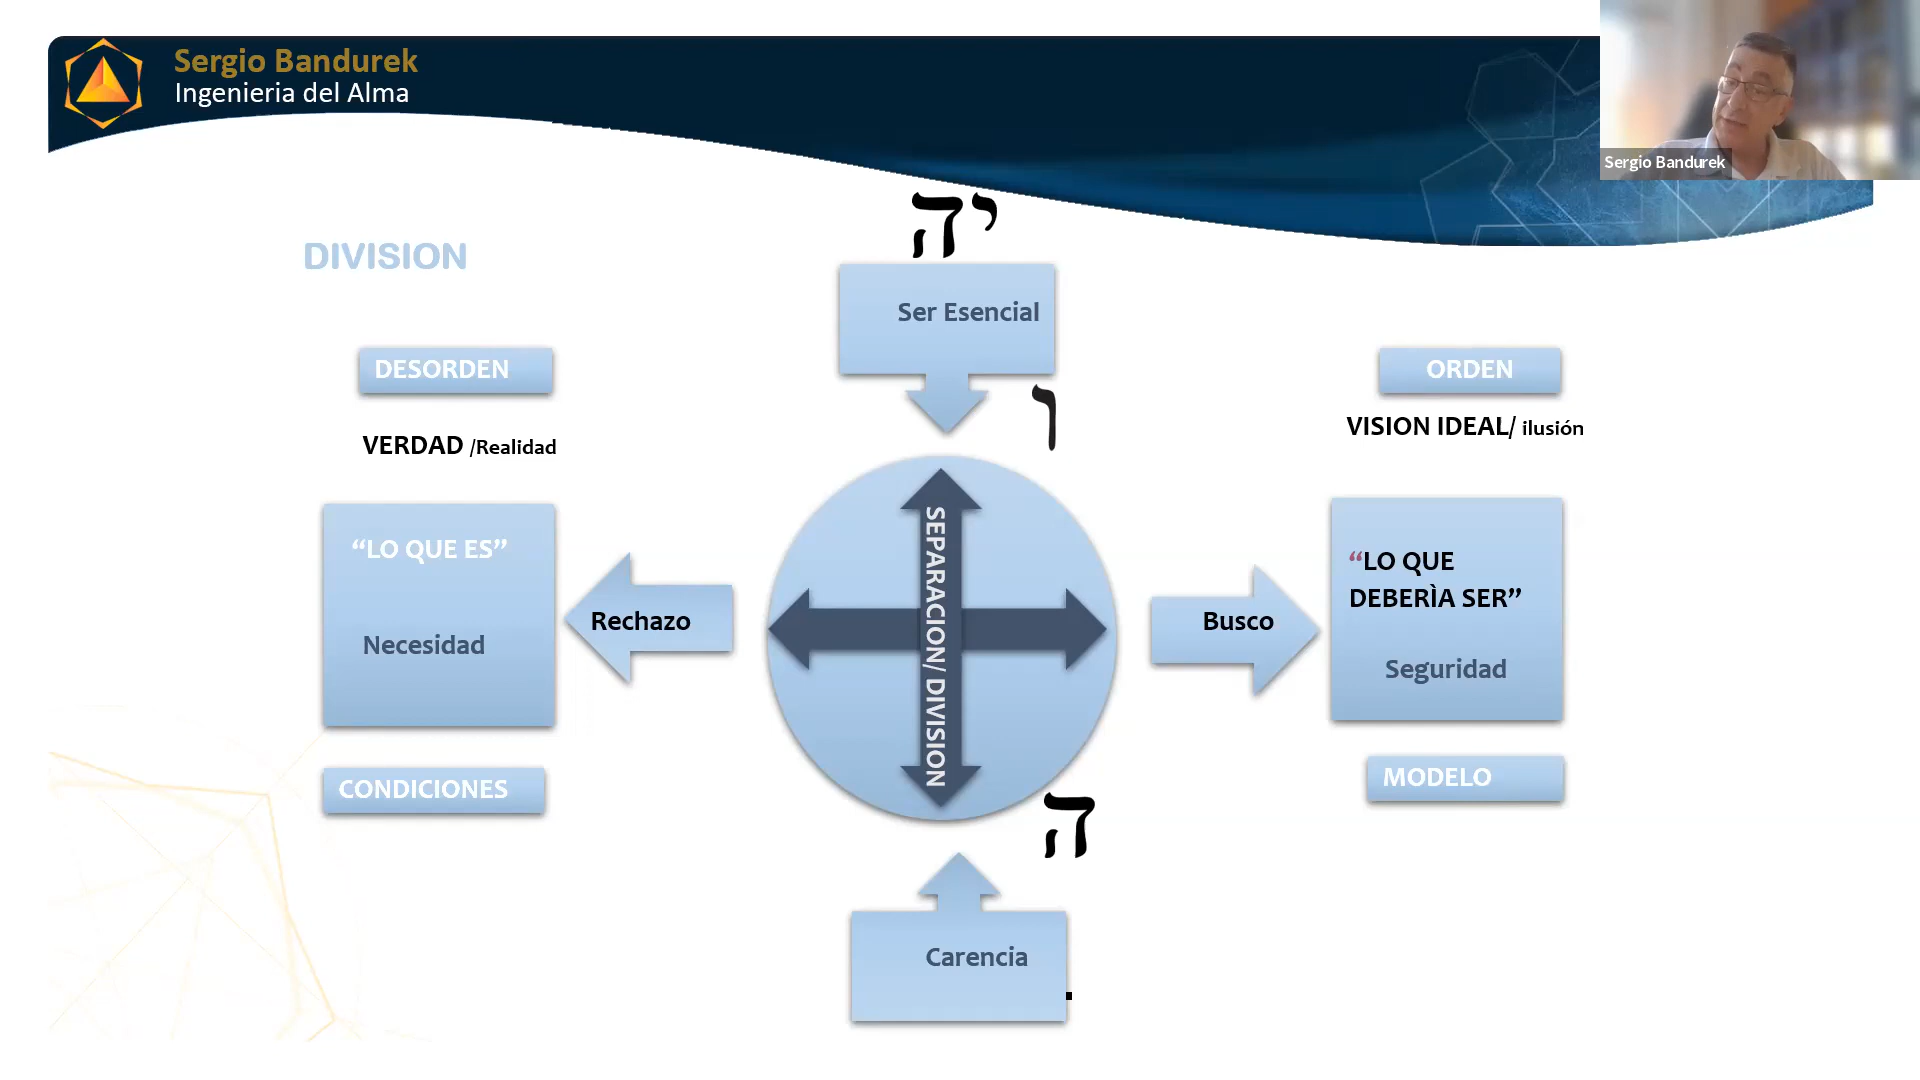 Sergio Bandurek
Ingenieria del Alma
Sergio Bandurek
יה
DIVISION
Ser Esencial
DESORDEN
ORDEN
ו
VISION IDEAL/ ilusión
VERDAD /Realidad
SEPARACION/ DIVISION
“LO QUE ES”
Necesidad
Rechazo
Busco
“LO QUE
DEBERÌA SER”
Seguridad
CONDICIONES
MODELO
ה
Carencia
.